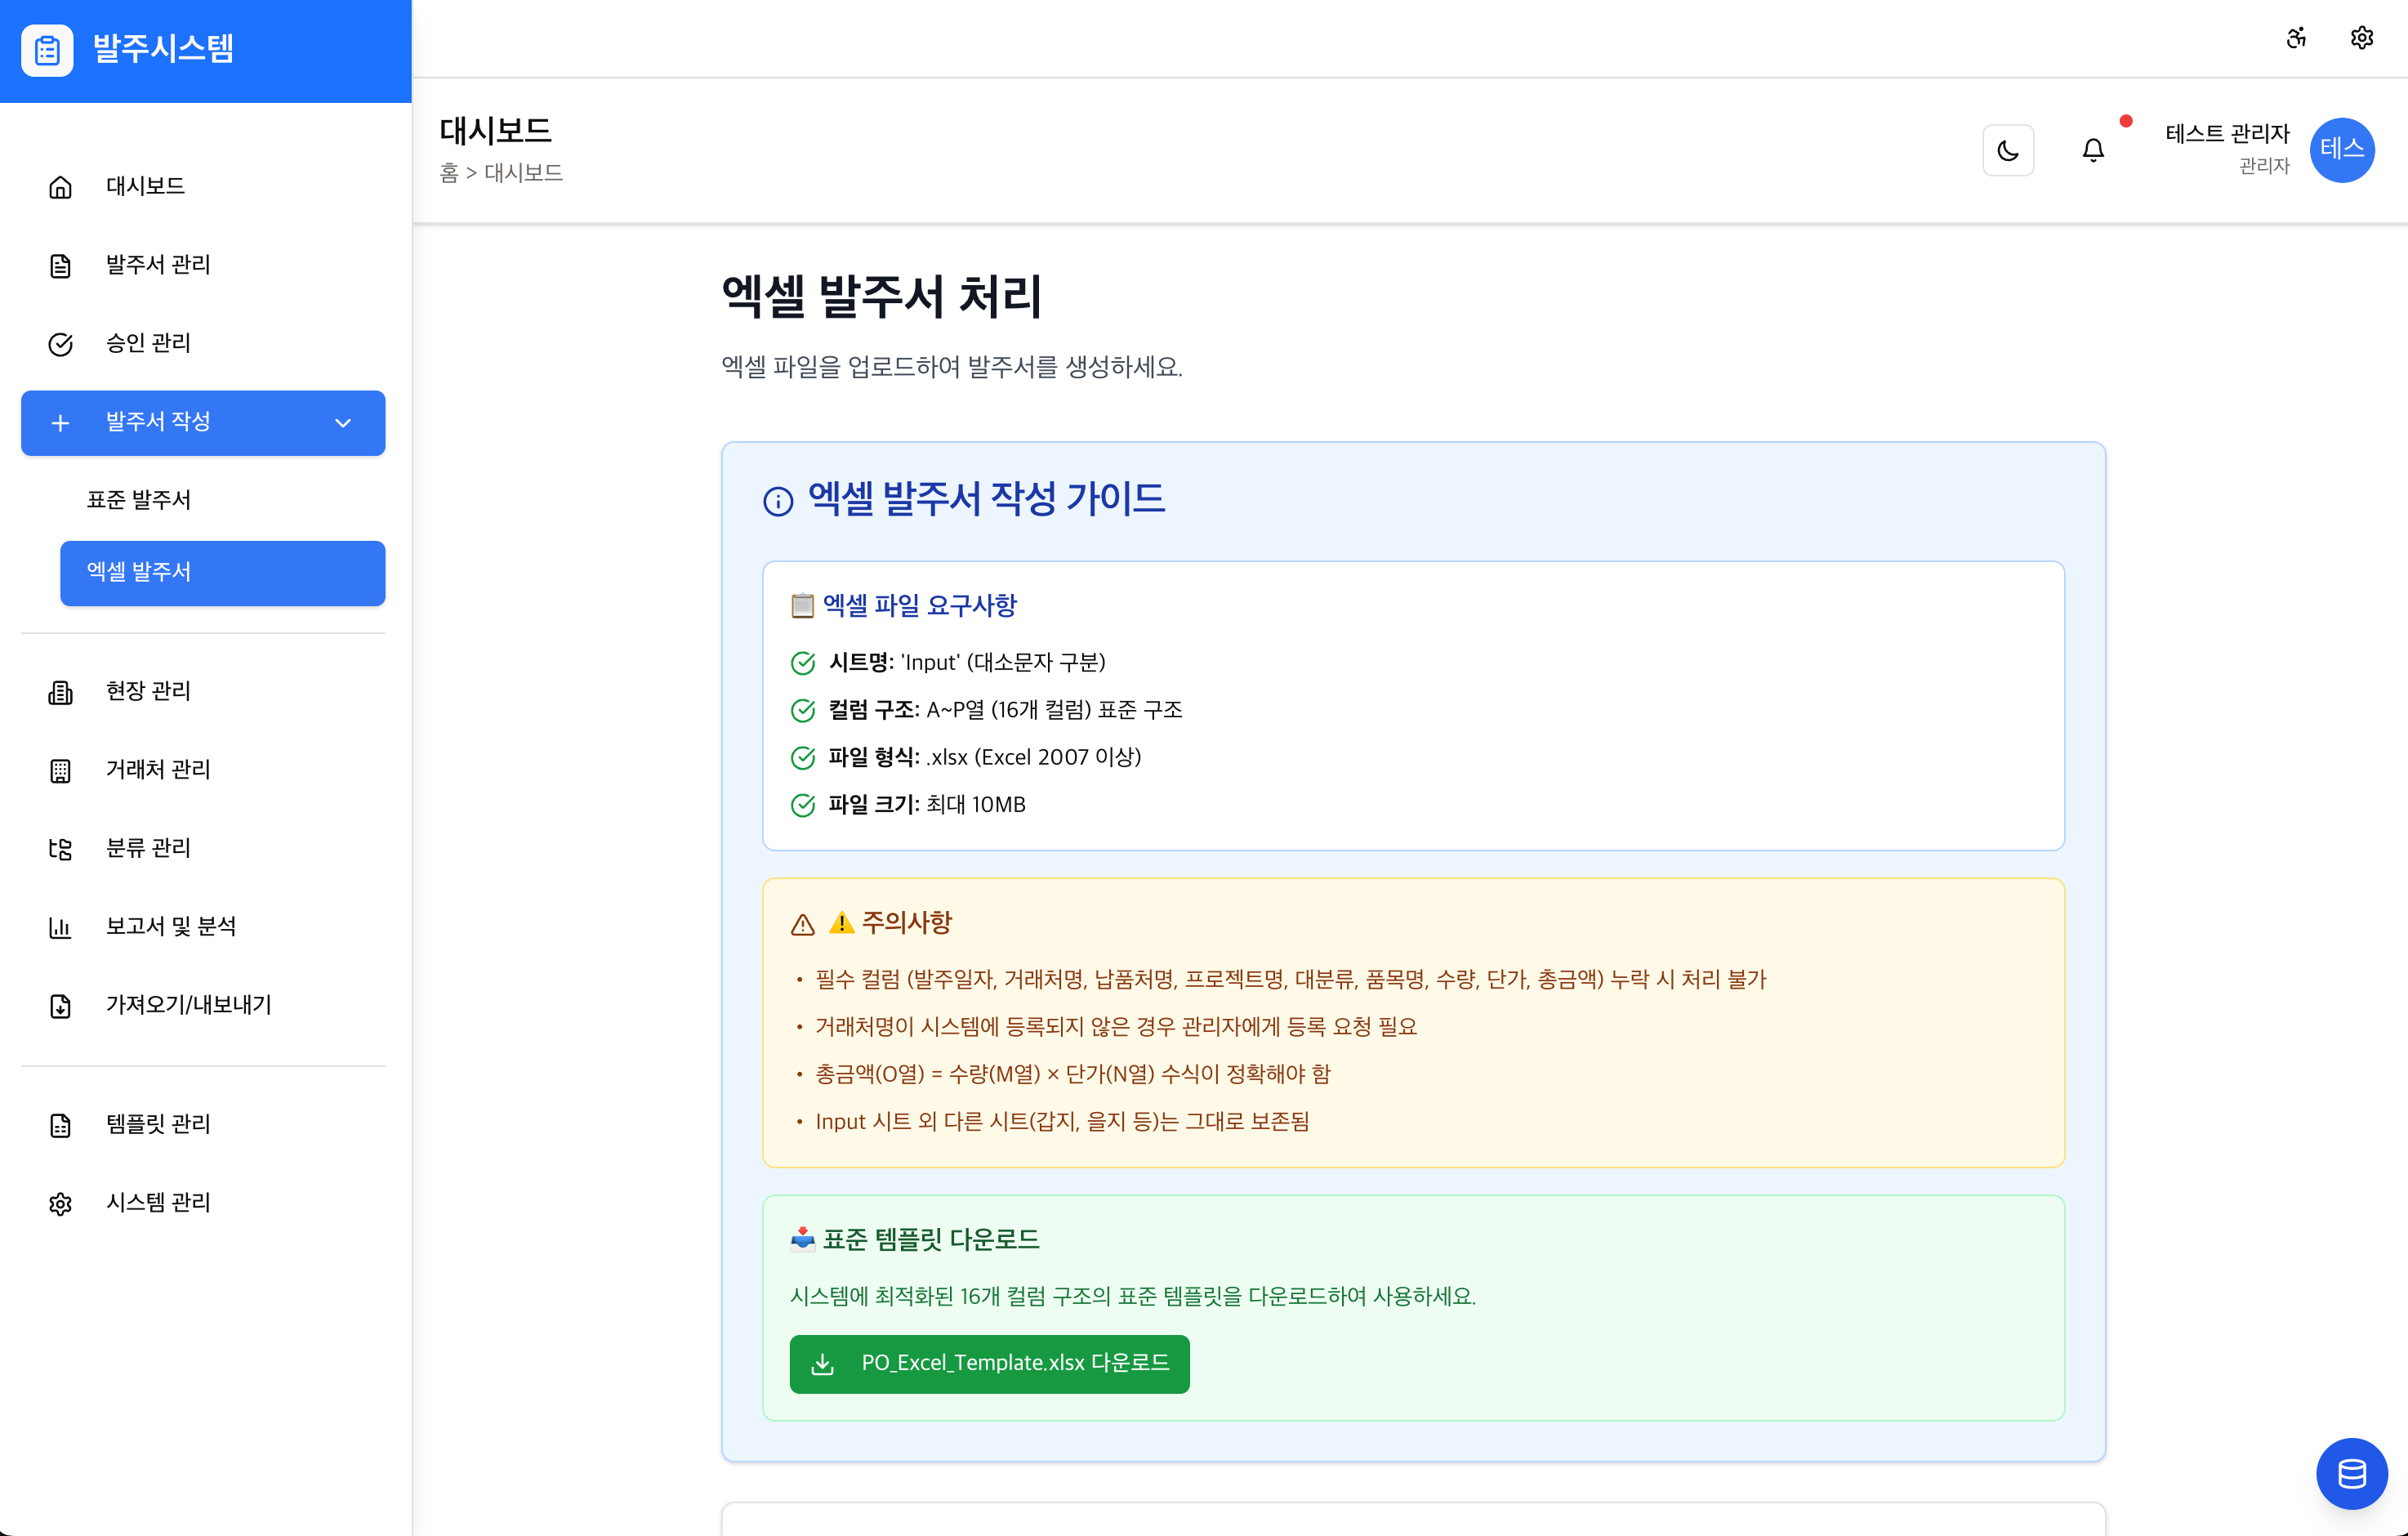 발주시스템
대시보드
발주서 관리
승인 관리
발주서 작성
표준 발주서
엑셀 발주서
현장 관리
거래처 관리
분류 관리
보고서 및 분석
가져오기/내보내기
템플릿 관리
시스템 관리
대시보드
홈 > 대시보드
테스트 관리자
관리자
테스
엑셀 발주서 처리
엑셀 파일을 업로드하여 발주서를 생성하세요.
엑셀 발주서 작성 가이드
📋 엑셀 파일 요구사항
시트명: 'Input' (대소문자 구분)
컬럼 구조: A~P열 (16개 컬럼) 표준 구조
파일 형식: .xlsx (Excel 2007 이상)
파일 크기: 최대 10MB
⚠️ 주의사항
• 필수 컬럼 (발주일자, 거래처명, 납품처명, 프로젝트명, 대분류, 품목명, 수량, 단가, 총금액) 누락 시 처리 불가
• 거래처명이 시스템에 등록되지 않은 경우 관리자에게 등록 요청 필요
• 총금액(O열) = 수량(M열) × 단가(N열) 수식이 정확해야 함
• Input 시트 외 다른 시트(갑지, 을지 등)는 그대로 보존됨
📥 표준 템플릿 다운로드
시스템에 최적화된 16개 컬럼 구조의 표준 템플릿을 다운로드하여 사용하세요.
PO_Excel_Template.xlsx 다운로드